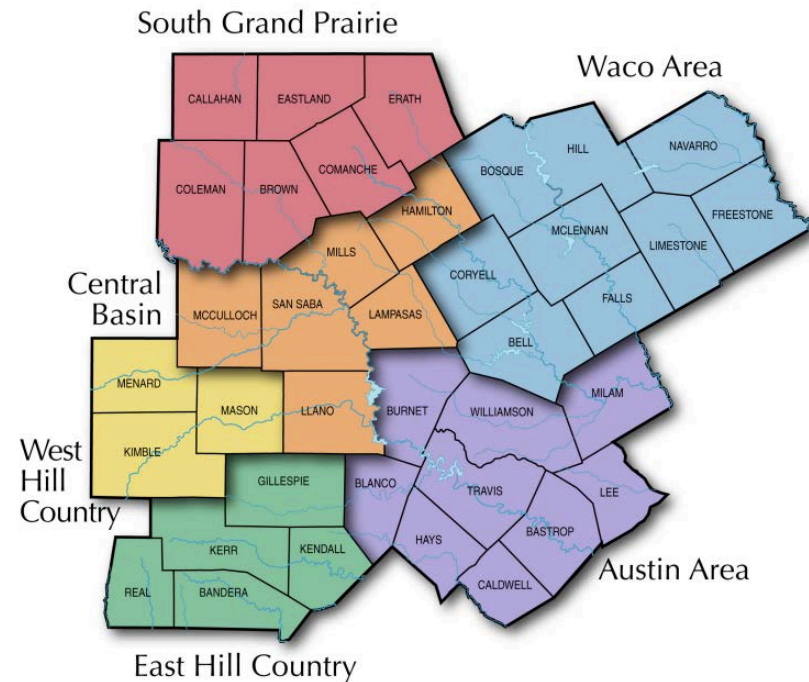 South Grand Prairie
Waco Area
CALLAHAN
EASTLAND
ERATH
COLEMAN
BROWN
COMANCHE
BOSQUE
HILL
NAVARRO
HAMILTON
MCLENNAN
LIMESTONE
FREESTONE
MILLS
CORYELL
FALLS
Central
Basin
MCCULLOCH
SAN SABA
LAMPASAS
BELL
MENARD
MASON
LLANO
BURNET
WILLIAMSON
MILAM
West
Hill
Country
KIMBLE
GILLESPIE
BLANCO
TRAVIS
LEE
KERR
KENDALL
HAYS
BASTROP
REAL
BANDERA
CALDWELL
Austin Area
East Hill Country